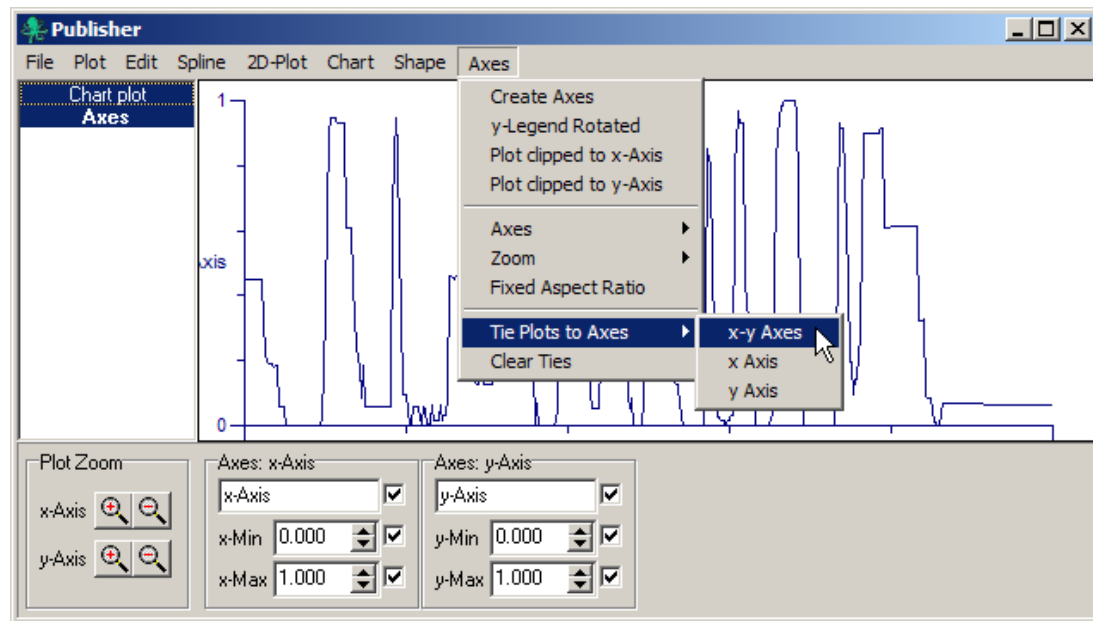 Publisher
File Plot Edit Spline 2D-Plot Chart Shape Axes
Chart plot
Axes
1
xis
0
Create Axes
y-Legend Rotated
Plot clipped to x-Axis
Plot clipped to y-Axis
Axes
Zoom
Fixed Aspect Ratio
Tie Plots to Axes
Clear Ties
x-y Axes
x Axis
y Axis
Plot Zoom
x-Axis
y-Axis
Axes: x-Axis
x-Axis
x-Min 0.000
x-Max 1.000
Axes: y-Axis
y-Axis
y-Min 0.000
y-Max 1.000